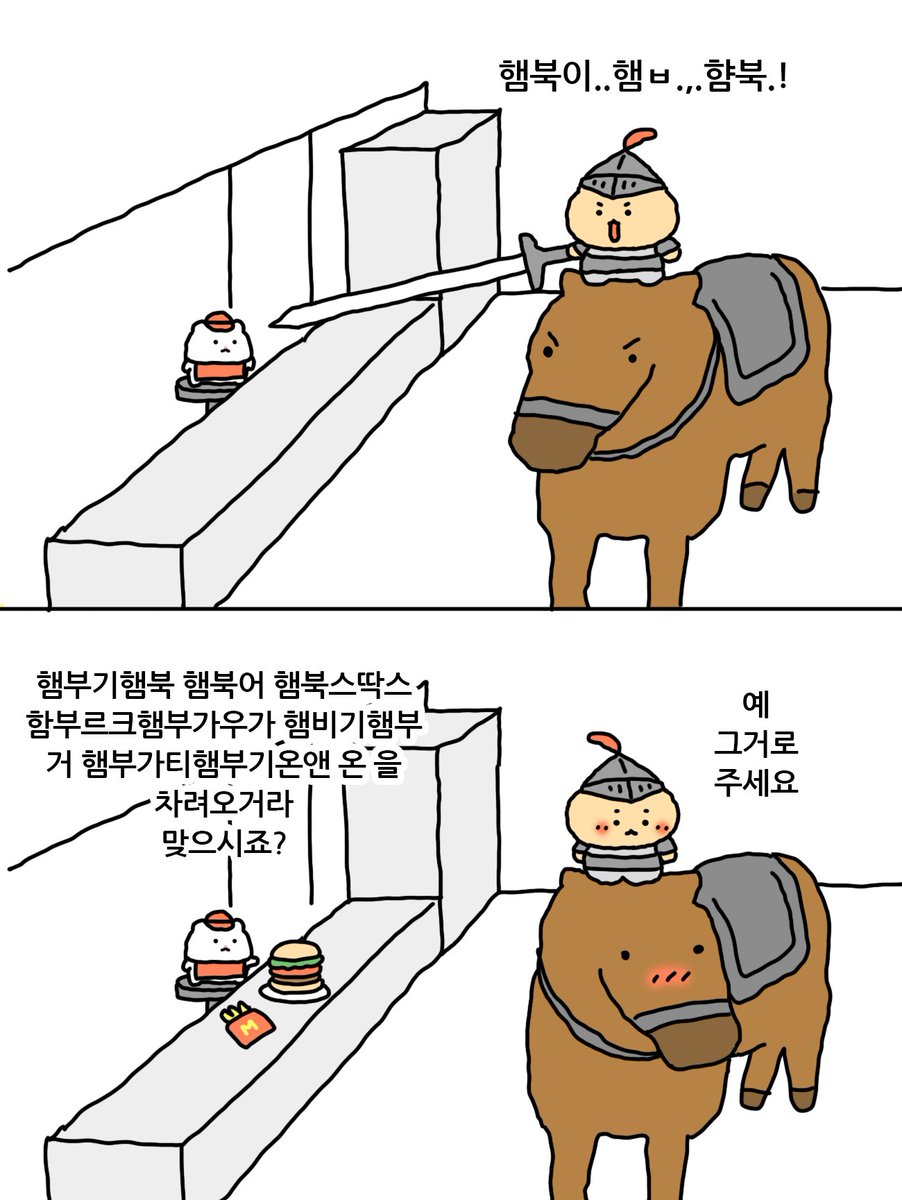 햄북이..햄ㅂ.,.햠북.!
햄부기햄북 햄북어 햄북스딱스
함부르크햄부가우가 햄비기햄부
거 햄부가티햄부기온앤 온 을
차려오거라
맞으시죠?
예
그거로
주세요
M